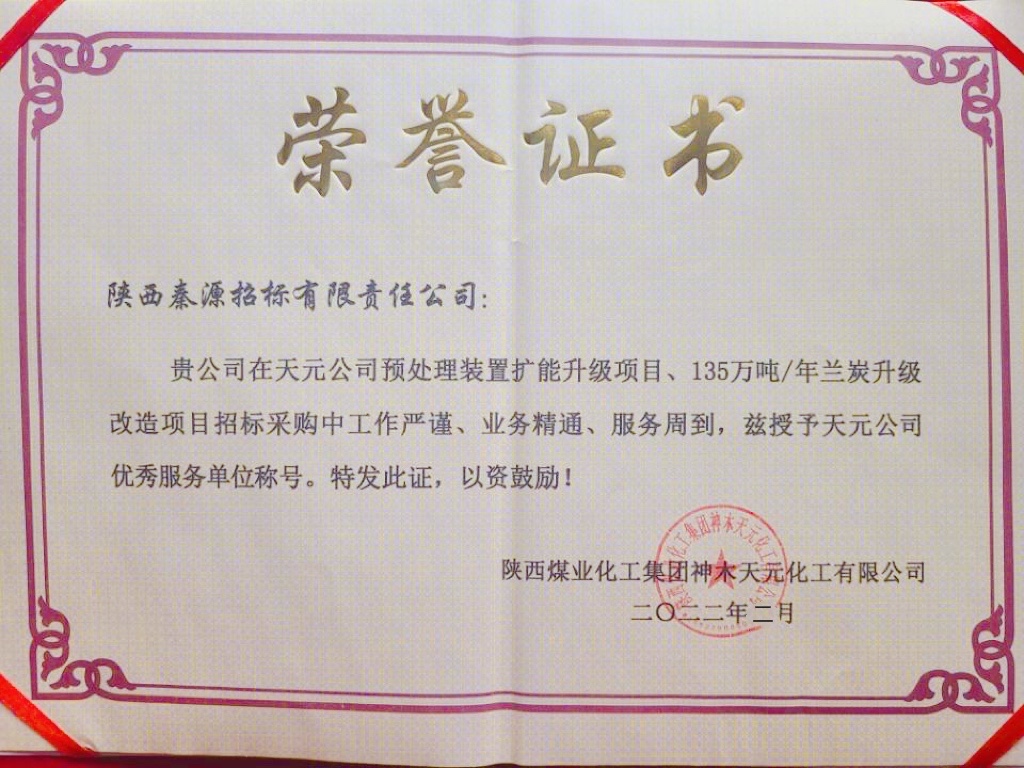 荣誉证书
陕西秦源招标有限责任公司：
贵公司在天元公司预处理装置扩能升级项目、135万吨/年兰炭升级
改造项目招标采购中工作严谨、业务精通、服务周到，兹授予天元公司
优秀服务单位称号。特发此证，以资鼓励！
陕西煤业化工集团神木天元化工有限公司
二〇二二年二月